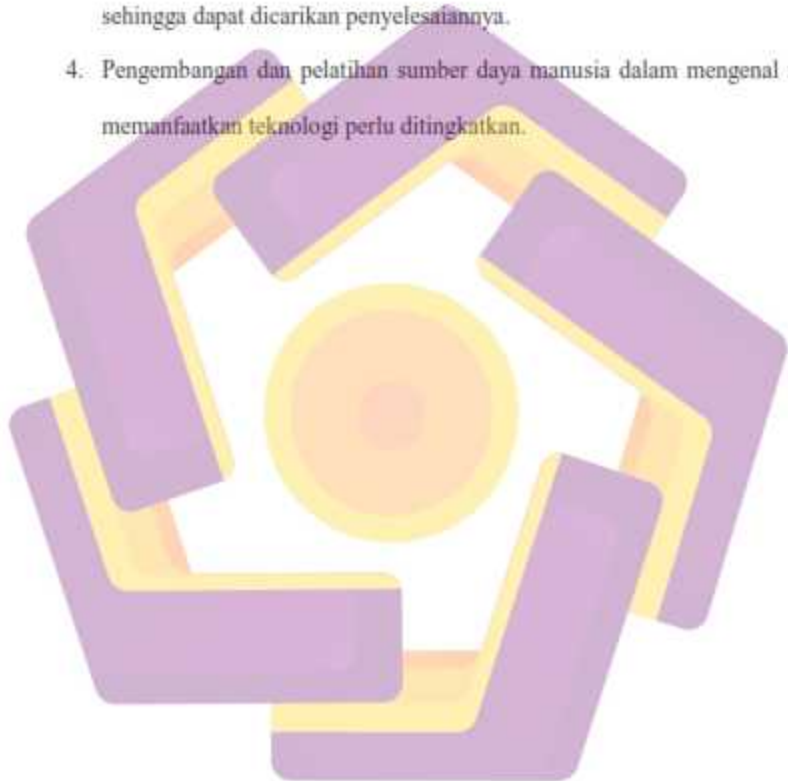 sehingga dapat dicarikan penyelesaiannya.
4. Pengembangan dan pelatihan sumber daya manusia dalam mengenal
memanfaatkan teknologi perlu ditingkatkan.